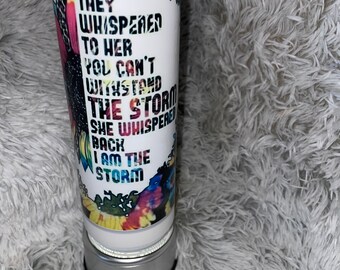 THEY
WHISPERED
TO HER
YOU CAN'T
WITHSTAND
THE STORM
SHE WHISPERED
BACK
I AM THE
STORM